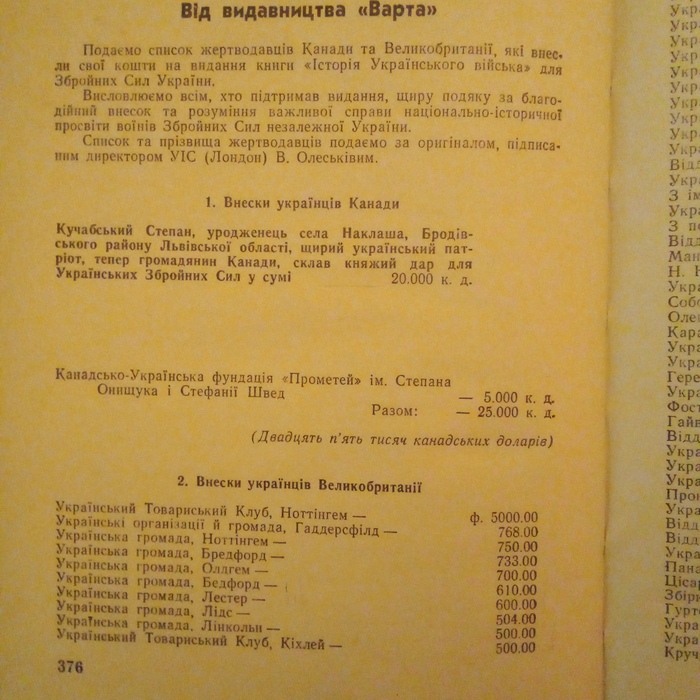 Від видавництва «Варта»
Подаємо список жертводавців Канади та Великобританії, які внес-
ли свої кошти на видання книги «Історія Українського війська» для
Збройних Сил України.
Висловлюємо всім, хто підтримав видання, щиру подяку за благо-
дійний внесок та розуміння важливої справи національно-історичної
просвіти воїнів Збройних Сил незалежної України.
Список та прізвища жертводавців подаємо за оригіналом, підписа-
ним директором УІС (Лондон) В. Олеськівим.
1. Внески українців Канади
Кучабський Степан, уродженець села Наклаша, Бродів-
ського району Львівської області, щирий український пат-
ріот, тепер громадянин Канади, склав княжий дар для
Українських Збройних Сил у сумі 20.000 к. д.
Канадсько-Українська фундація «Прометей» ім. Степана
Онищука і Стефанії Швед — 5.000 к. д.
Разом: — 25.000 к. д.
(Двадцять п'ять тисяч канадських доларів)
2. Внески українців Великобританії
Український Товариський Клуб, Ноттінгем — ф. 5000.00
Українські організації й громада, Гаддерсфілд — 768.00
Українська громада, Ноттінгем — 750.00
Українська громада, Бредфорд — 733.00
Українська громада, Олдгем — 700.00
Українська громада, Бедфорд — 610.00
Українська громада, Лестер — 600.00
Українська громада, Лідс — 504.00
Українська громада, Лінкольн — 500.00
Український Товариський Клуб, Кіхлей — 500.00
376